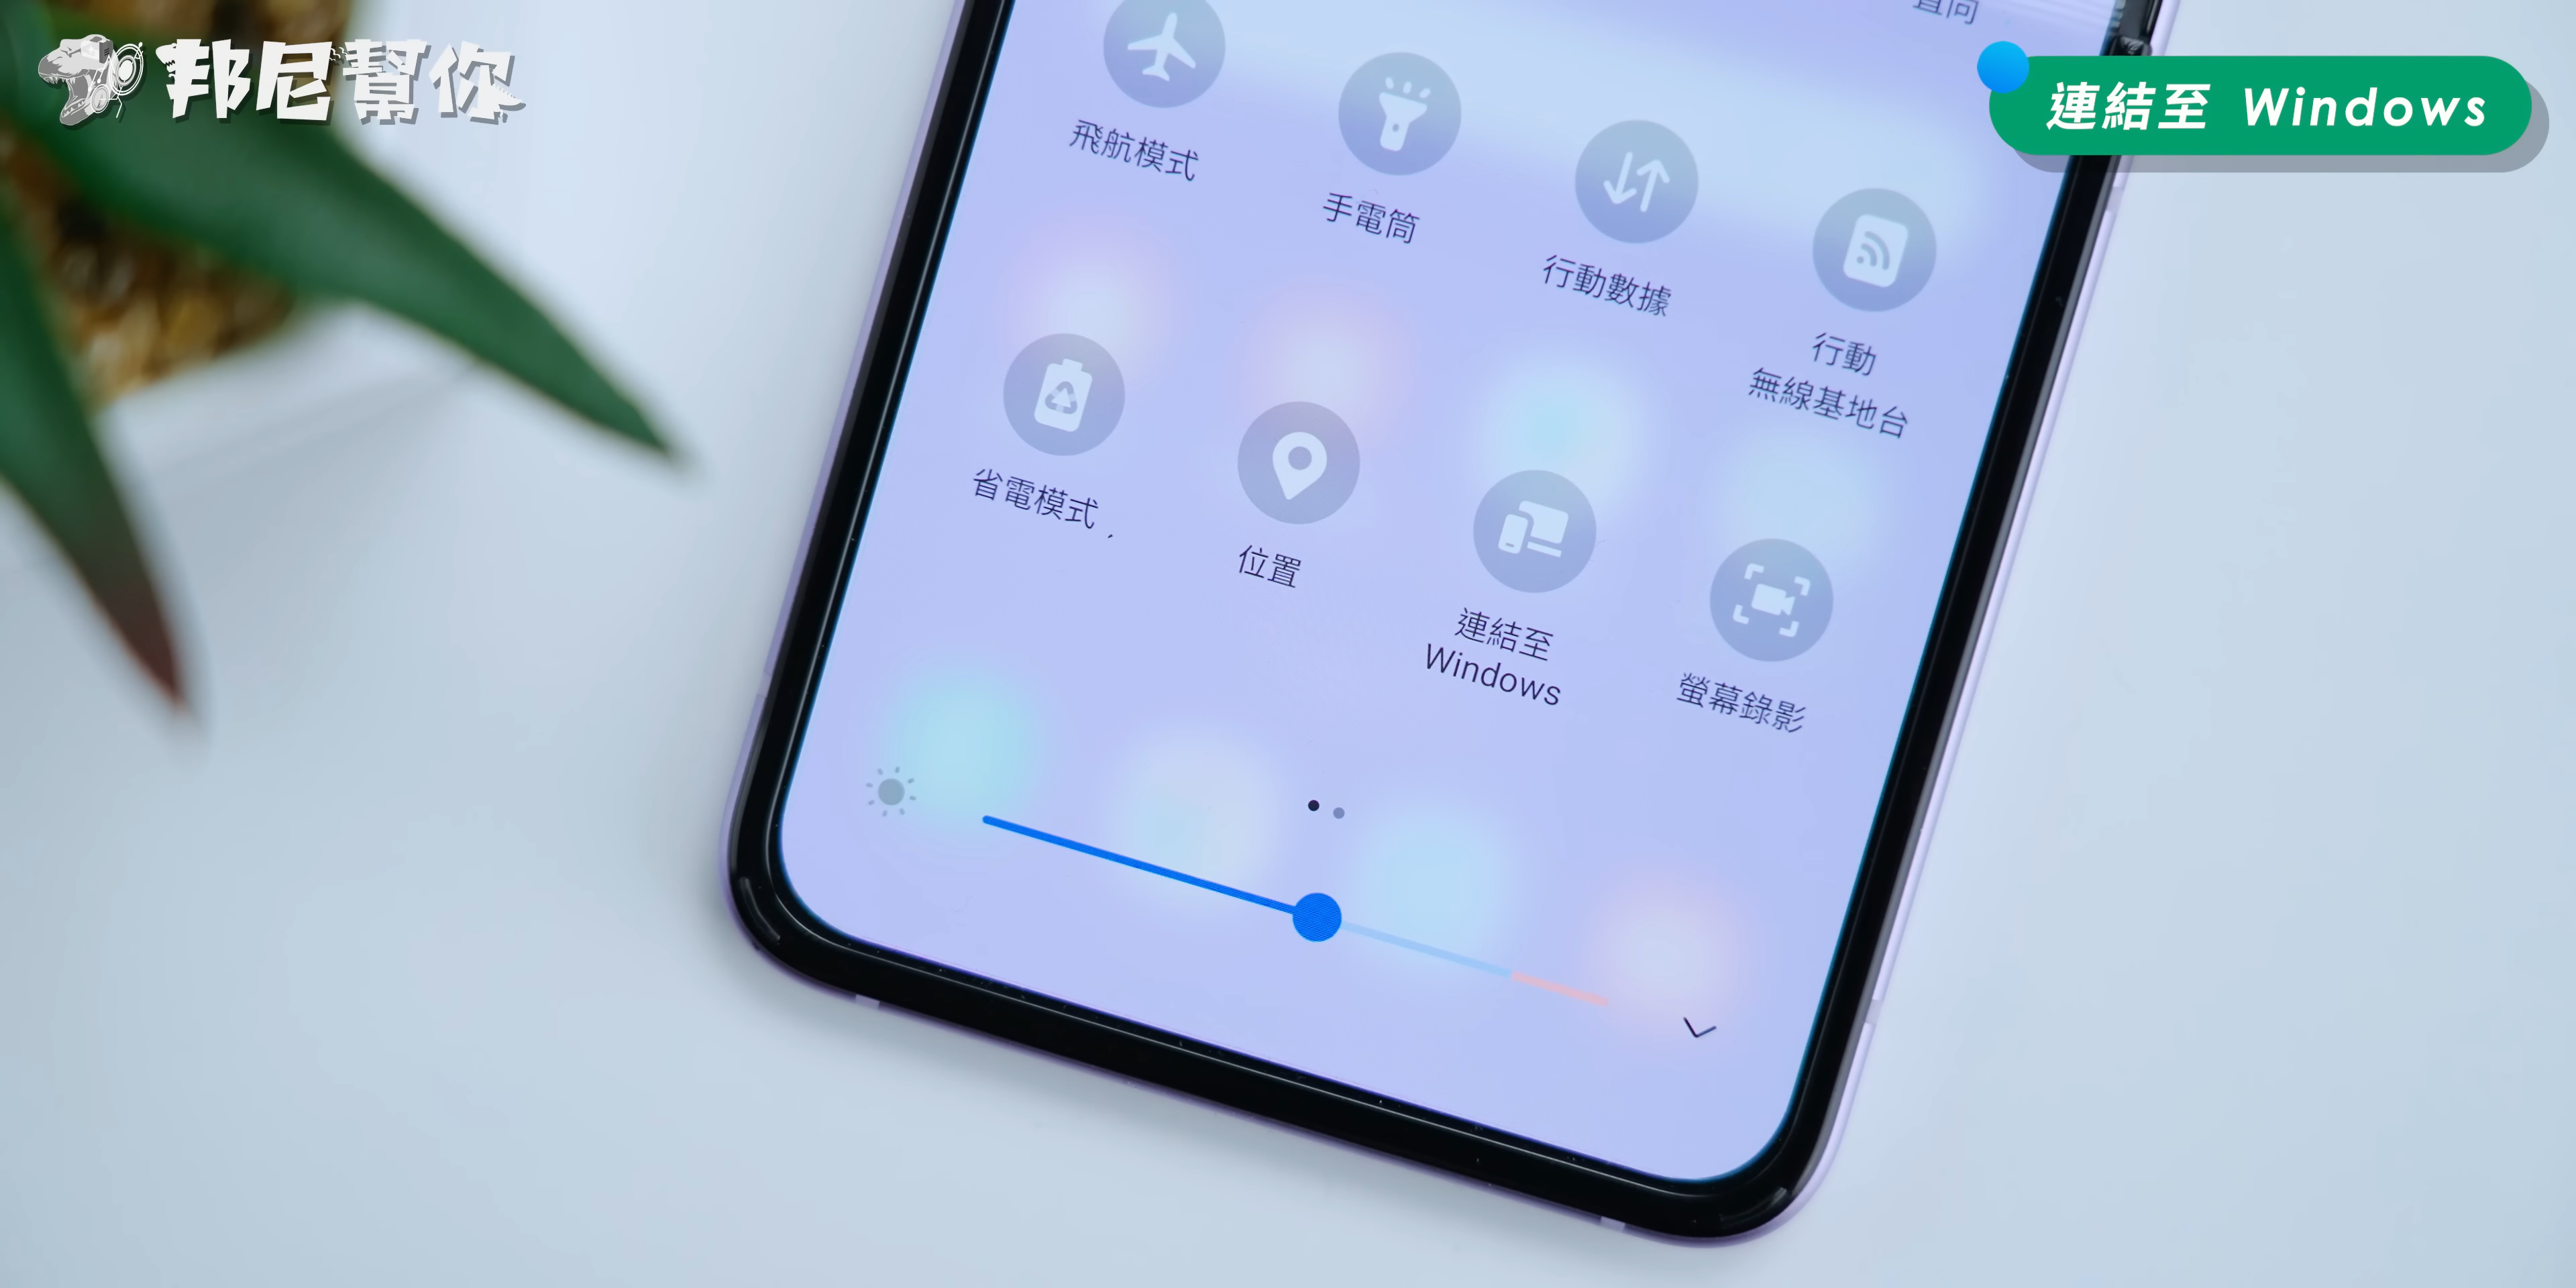 邦尼幫你
連結至 Windows
直向
飛航模式
手電筒
行動數據
行動
無線基地台
省電模式
位置
連結至
Windows
螢幕錄影